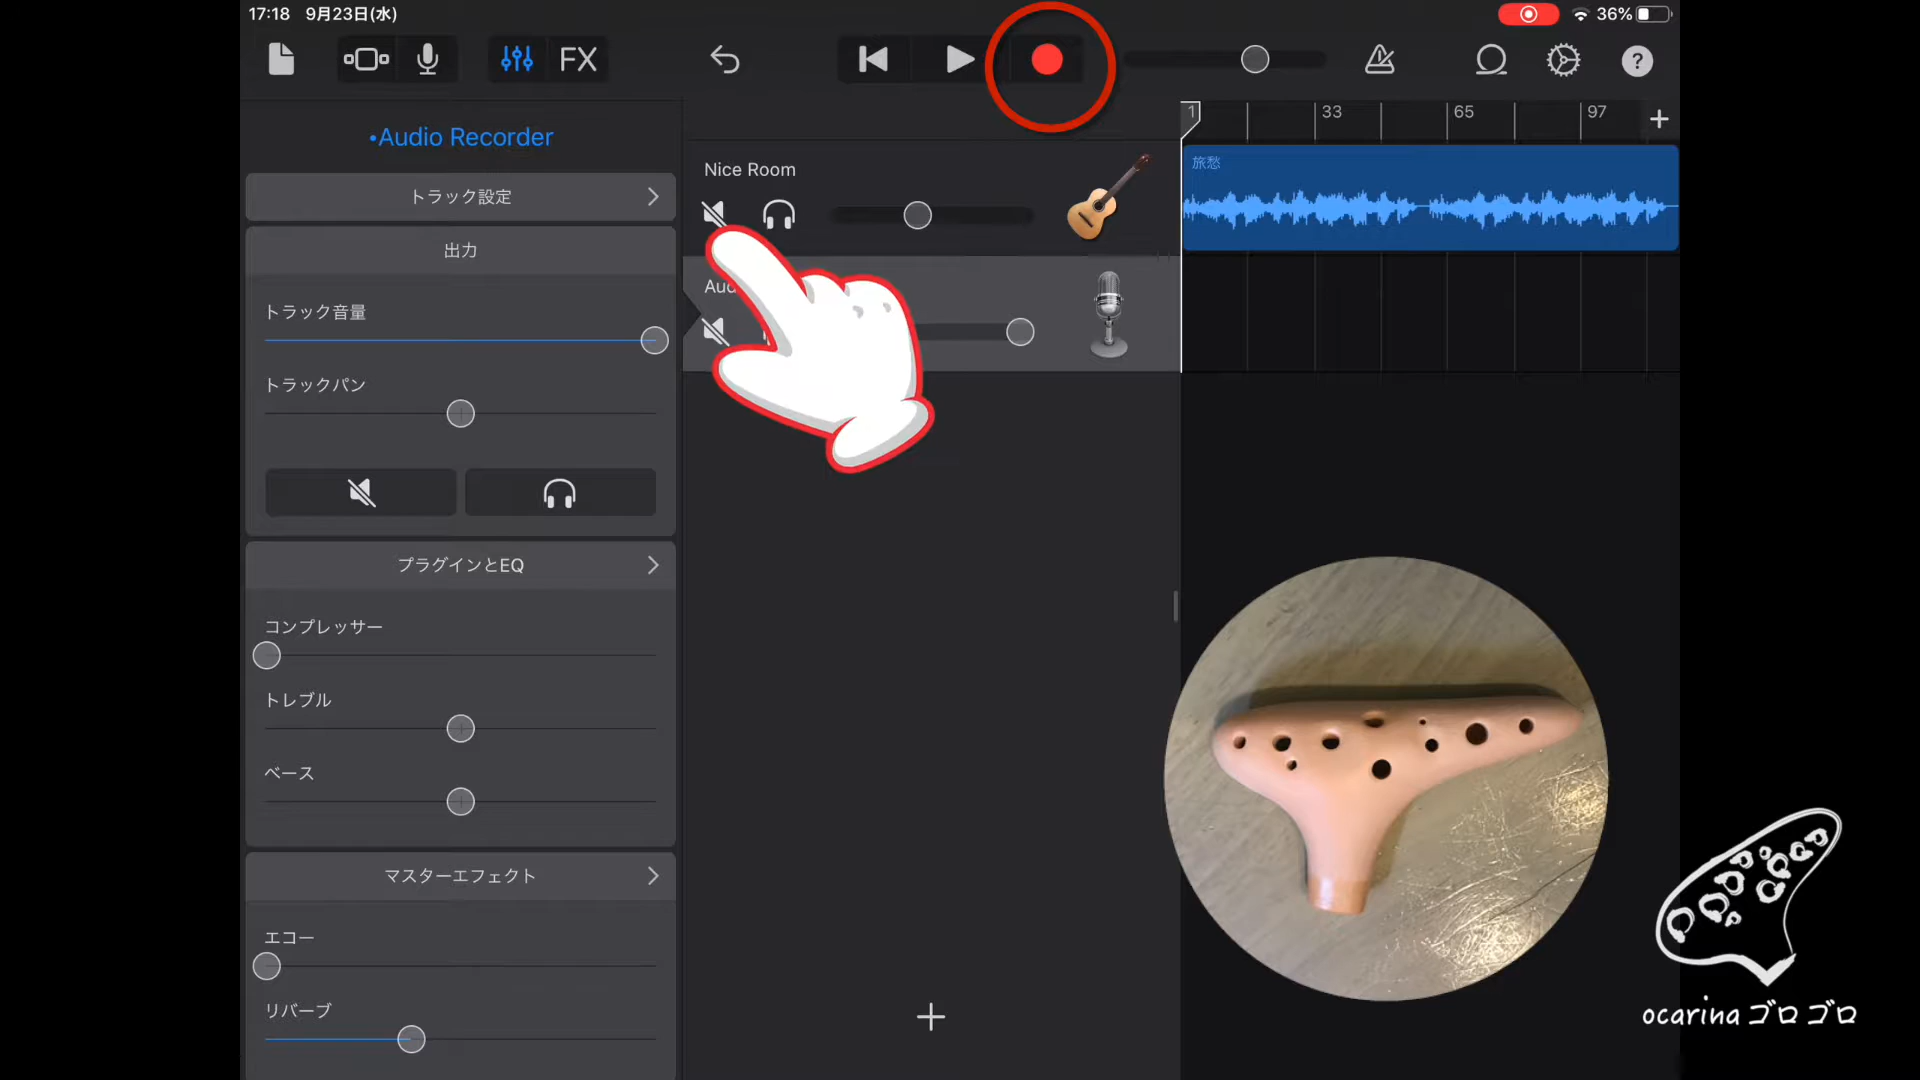 17:18 9月23日(水)
36%
FX
•Audio Recorder
トラック設定
出力
トラック音量
トラックパン
プラグインとEQ
コンプレッサー
トレブル
ベース
マスターエフェクト
エコー
リバーブ
Nice Room
1 33 65 97
旅愁
ocarina ゴロゴロ